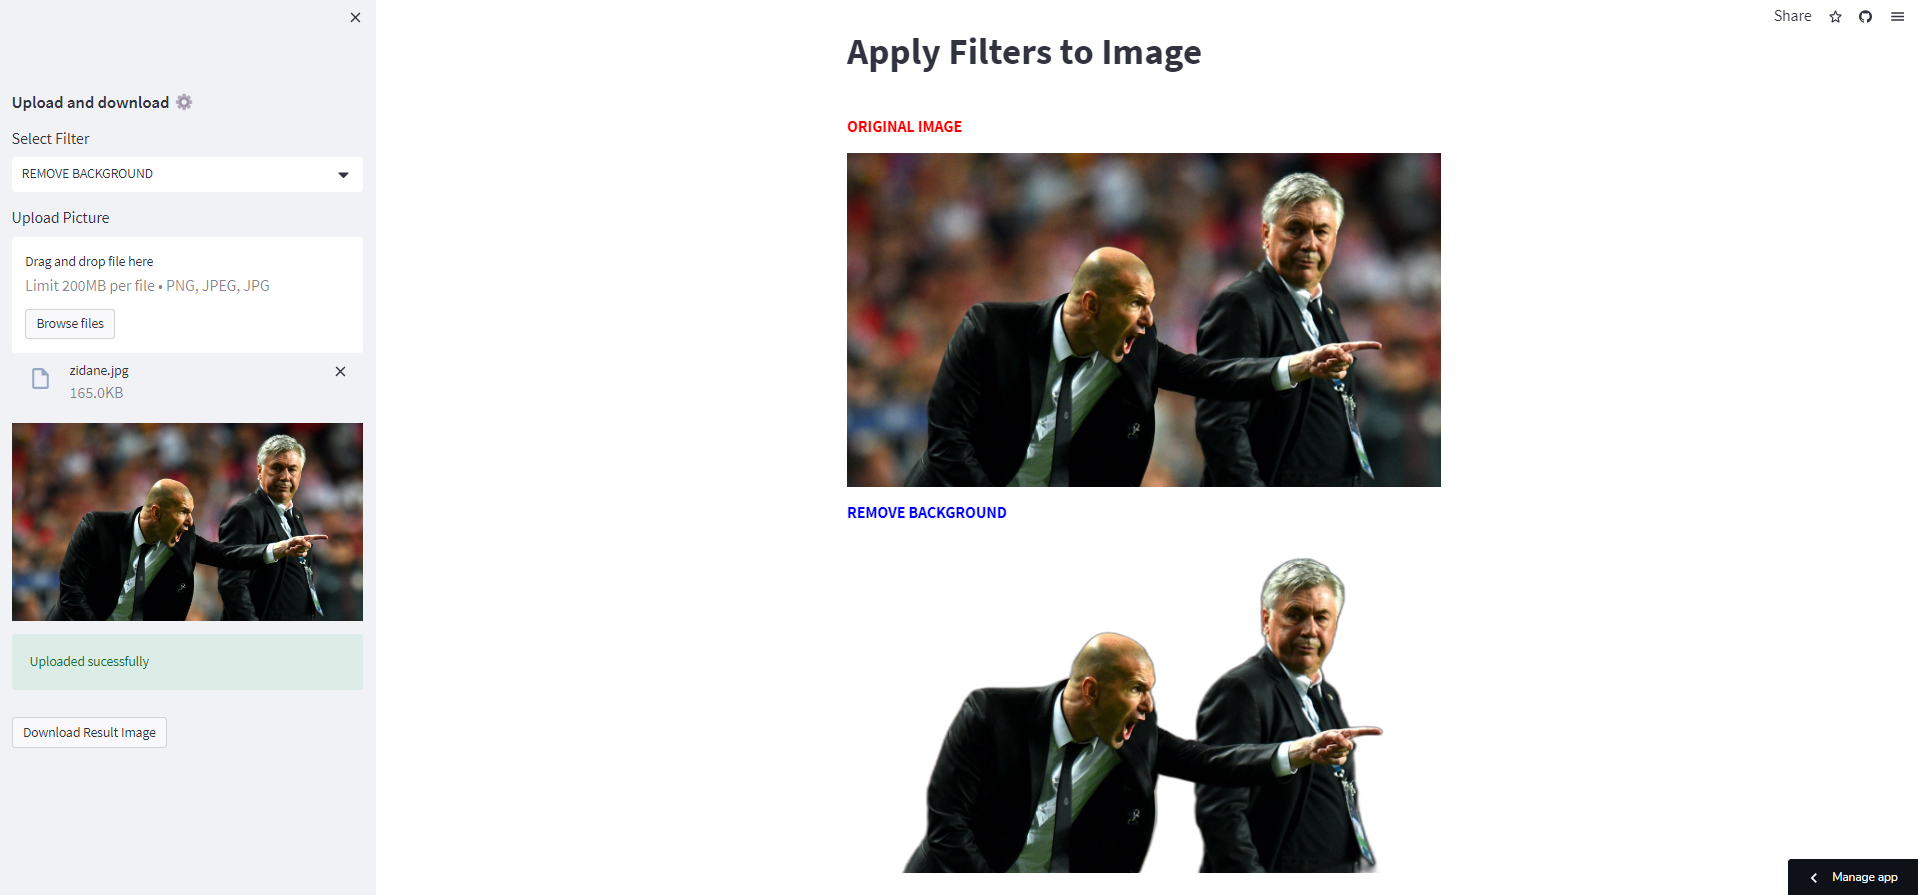 Share
Apply Filters to Image
Upload and download
Select Filter
REMOVE BACKGROUND
Upload Picture
Drag and drop file here
Limit 200MB per file • PNG, JPEG, JPG
Browse files
zidane.jpg
165.0KB
Uploaded sucessfully
Download Result Image
ORIGINAL IMAGE
REMOVE BACKGROUND
Manage app